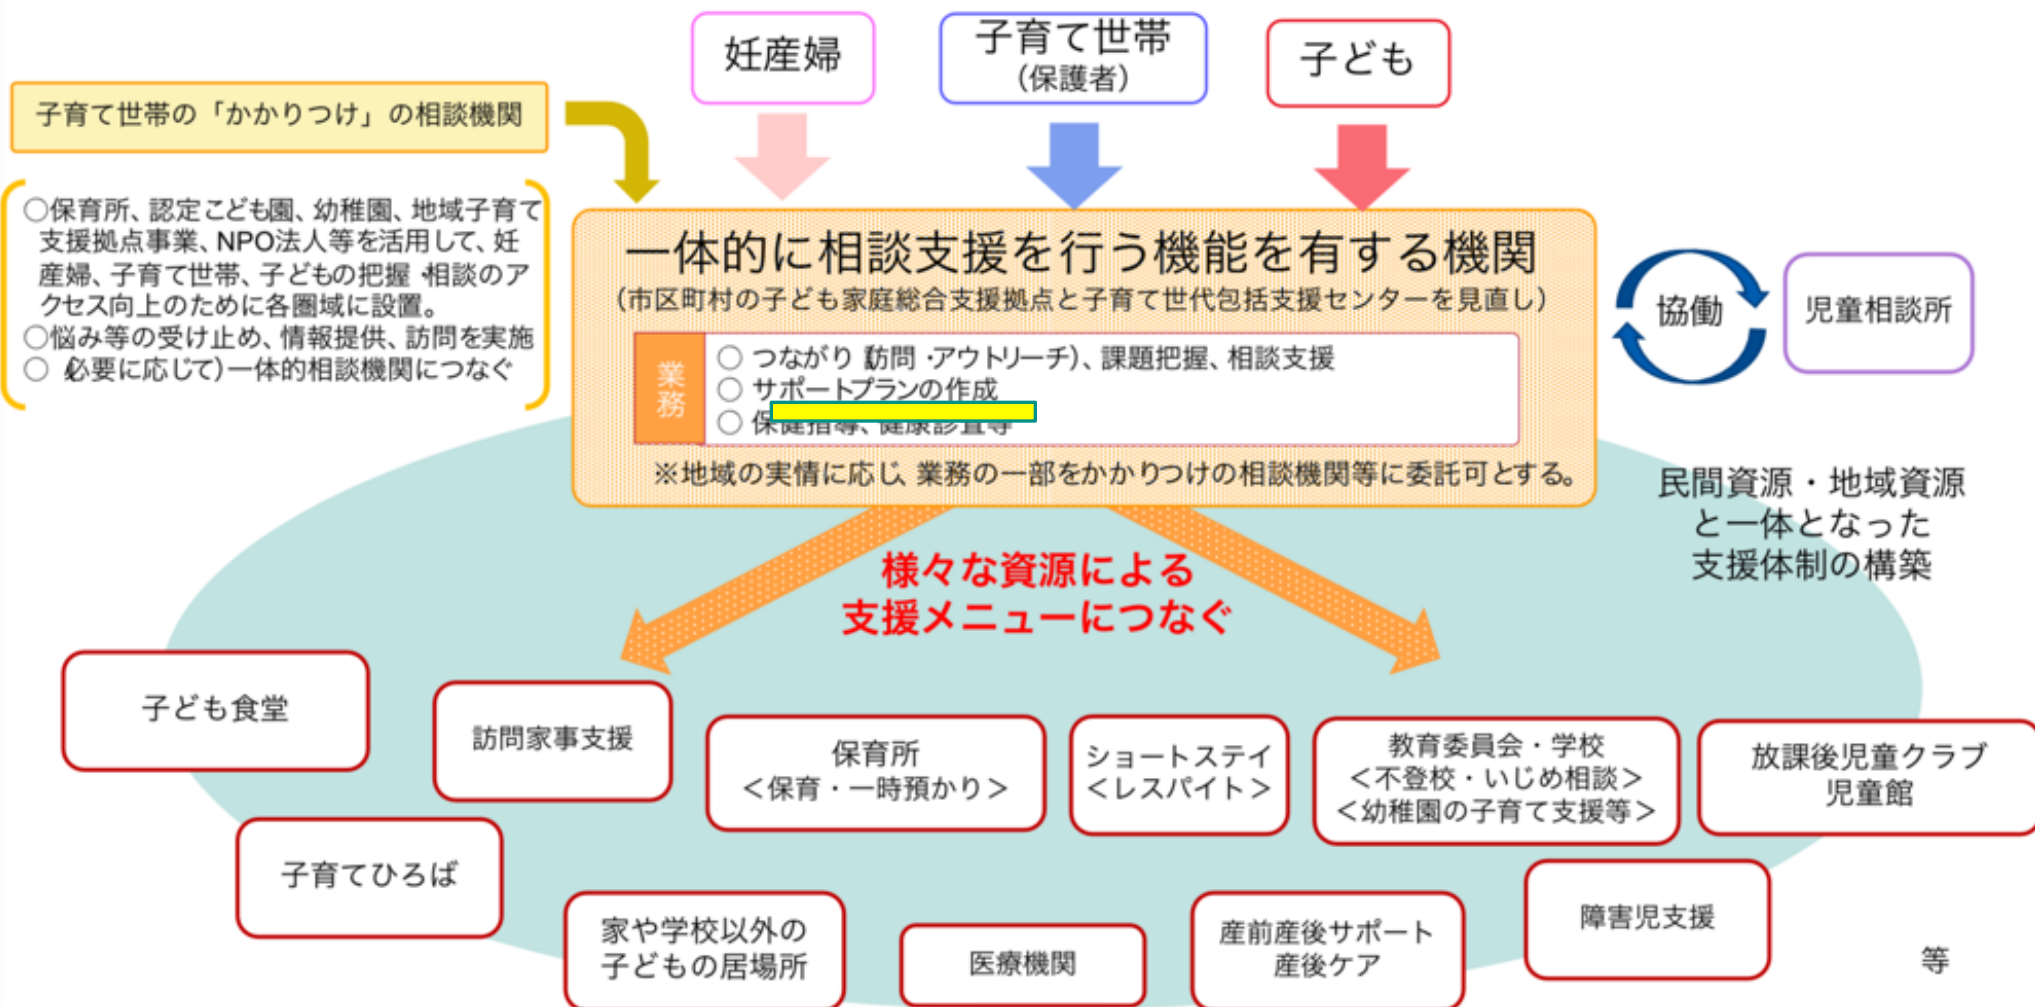 妊産婦
子育て世帯
（保護者）
子ども
子育て世帯の「かかりつけ」の相談機関
○保育所、認定こども園、幼稚園、地域子育て
支援拠点事業、NPO法人等を活用して、妊
産婦、子育て世帯、子どもの把握・相談のア
クセス向上のために各圏域に設置。
○悩み等の受け止め、情報提供、訪問を実施
○ 必要に応じて）一体的相談機関につなぐ
一体的に相談支援を行う機能を有する機関
（市区町村の子ども家庭総合支援拠点と子育て世代包括支援センターを見直し）
業務
○ つながり 訪問・アウトリーチ）、課題把握、相談支援
○ サポートプランの作成
○ 保健指導、健康診査等
※地域の実情に応じ、業務の一部をかかりつけの相談機関等に委託可とする。
協働
児童相談所
民間資源・地域資源
と一体となった
支援体制の構築
様々な資源による
支援メニューにつなぐ
子ども食堂
訪問家事支援
保育所
＜保育・一時預かり＞
ショートステイ
＜レスパイト＞
教育委員会・学校
＜不登校・いじめ相談＞
＜幼稚園の子育て支援等＞
放課後児童クラブ
児童館
子育てひろば
家や学校以外の
子どもの居場所
医療機関
産前産後サポート
産後ケア
障害児支援
等